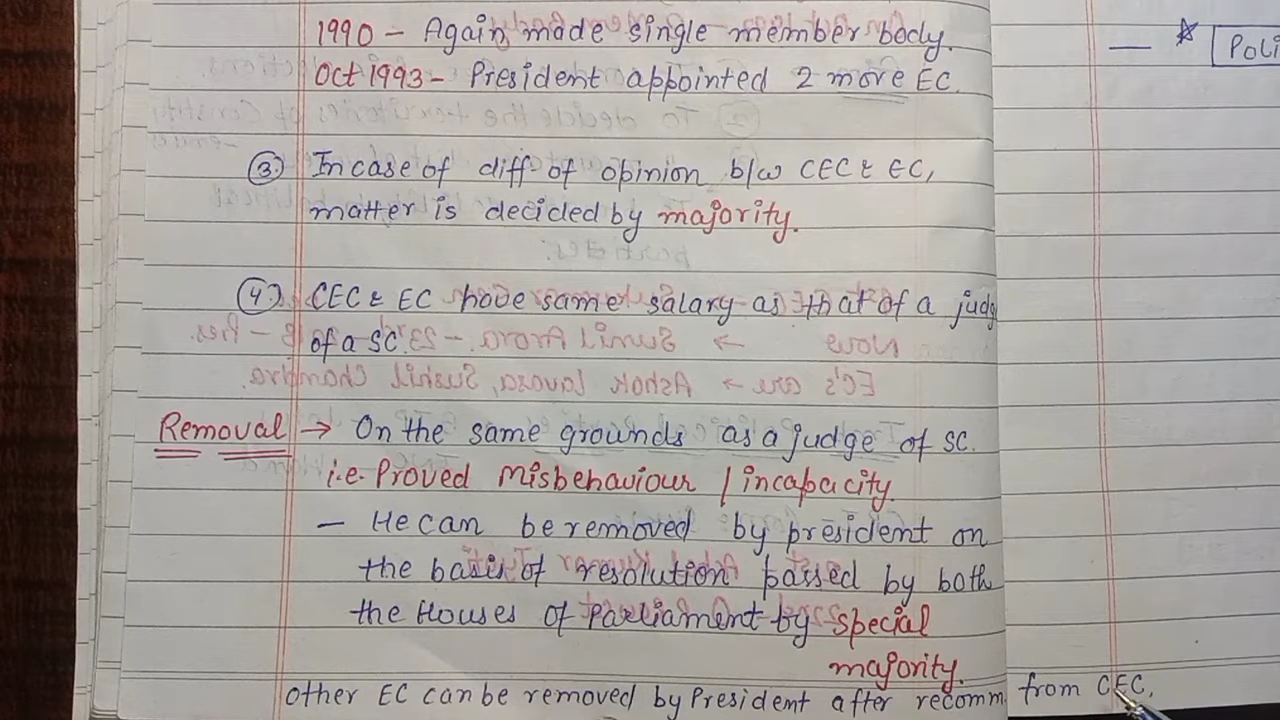 1990 - Again made single member body.
Oct 1993 - President appointed 2 more EC.
— * Poli
③ In case of diff. of opinion b/w CEC & EC,
matter is decided by majority.
④ CEC & EC have same salary as that of a judg
of a SC.
Removal → On the same grounds as a judge of SC.
i.e. Proved Misbehaviour / incapacity.
- He can be removed by president on
the basis of resolution passed by both
the Houses of Parliament by special
majority.
Other EC can be removed by President after recomm from CEC.